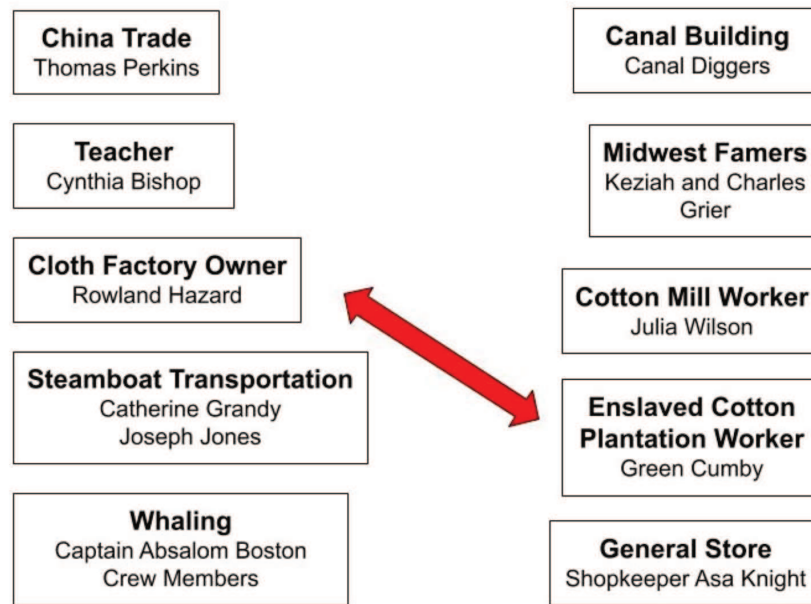 China Trade
Thomas Perkins
Teacher
Cynthia Bishop
Cloth Factory Owner
Rowland Hazard
Steamboat Transportation
Catherine Grandy
Joseph Jones
Whaling
Captain Absalom Boston
Crew Members
Canal Building
Canal Diggers
Midwest Famers
Keziah and Charles
Grier
Cotton Mill Worker
Julia Wilson
Enslaved Cotton
Plantation Worker
Green Cumby
General Store
Shopkeeper Asa Knight